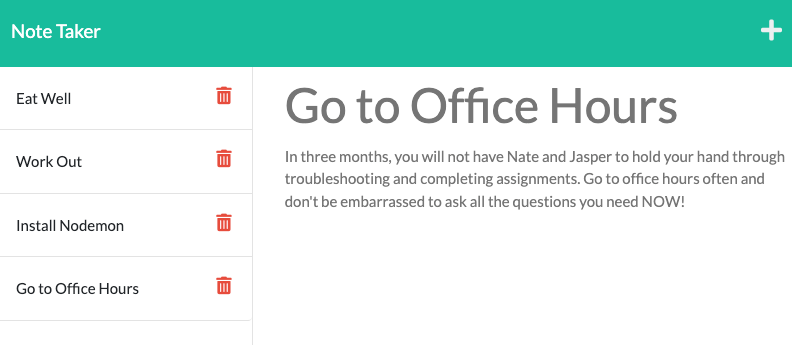 Note Taker
Eat Well
Work Out
Install Nodemon
Go to Office Hours
Go to Office Hours
In three months, you will not have Nate and Jasper to hold your hand through
troubleshooting and completing assignments. Go to office hours often and
don't be embarrassed to ask all the questions you need NOW!